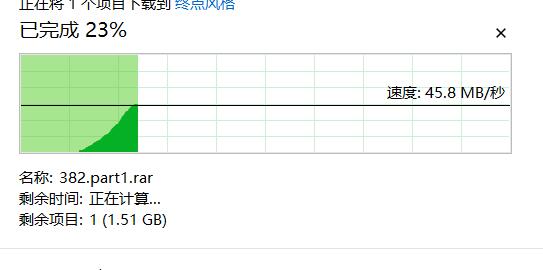 正在将 1 个项目下载到 终点风格
已完成 23%
速度: 45.8 MB/秒
名称: 382.part1.rar
剩余时间: 正在计算...
剩余项目: 1 (1.51 GB)